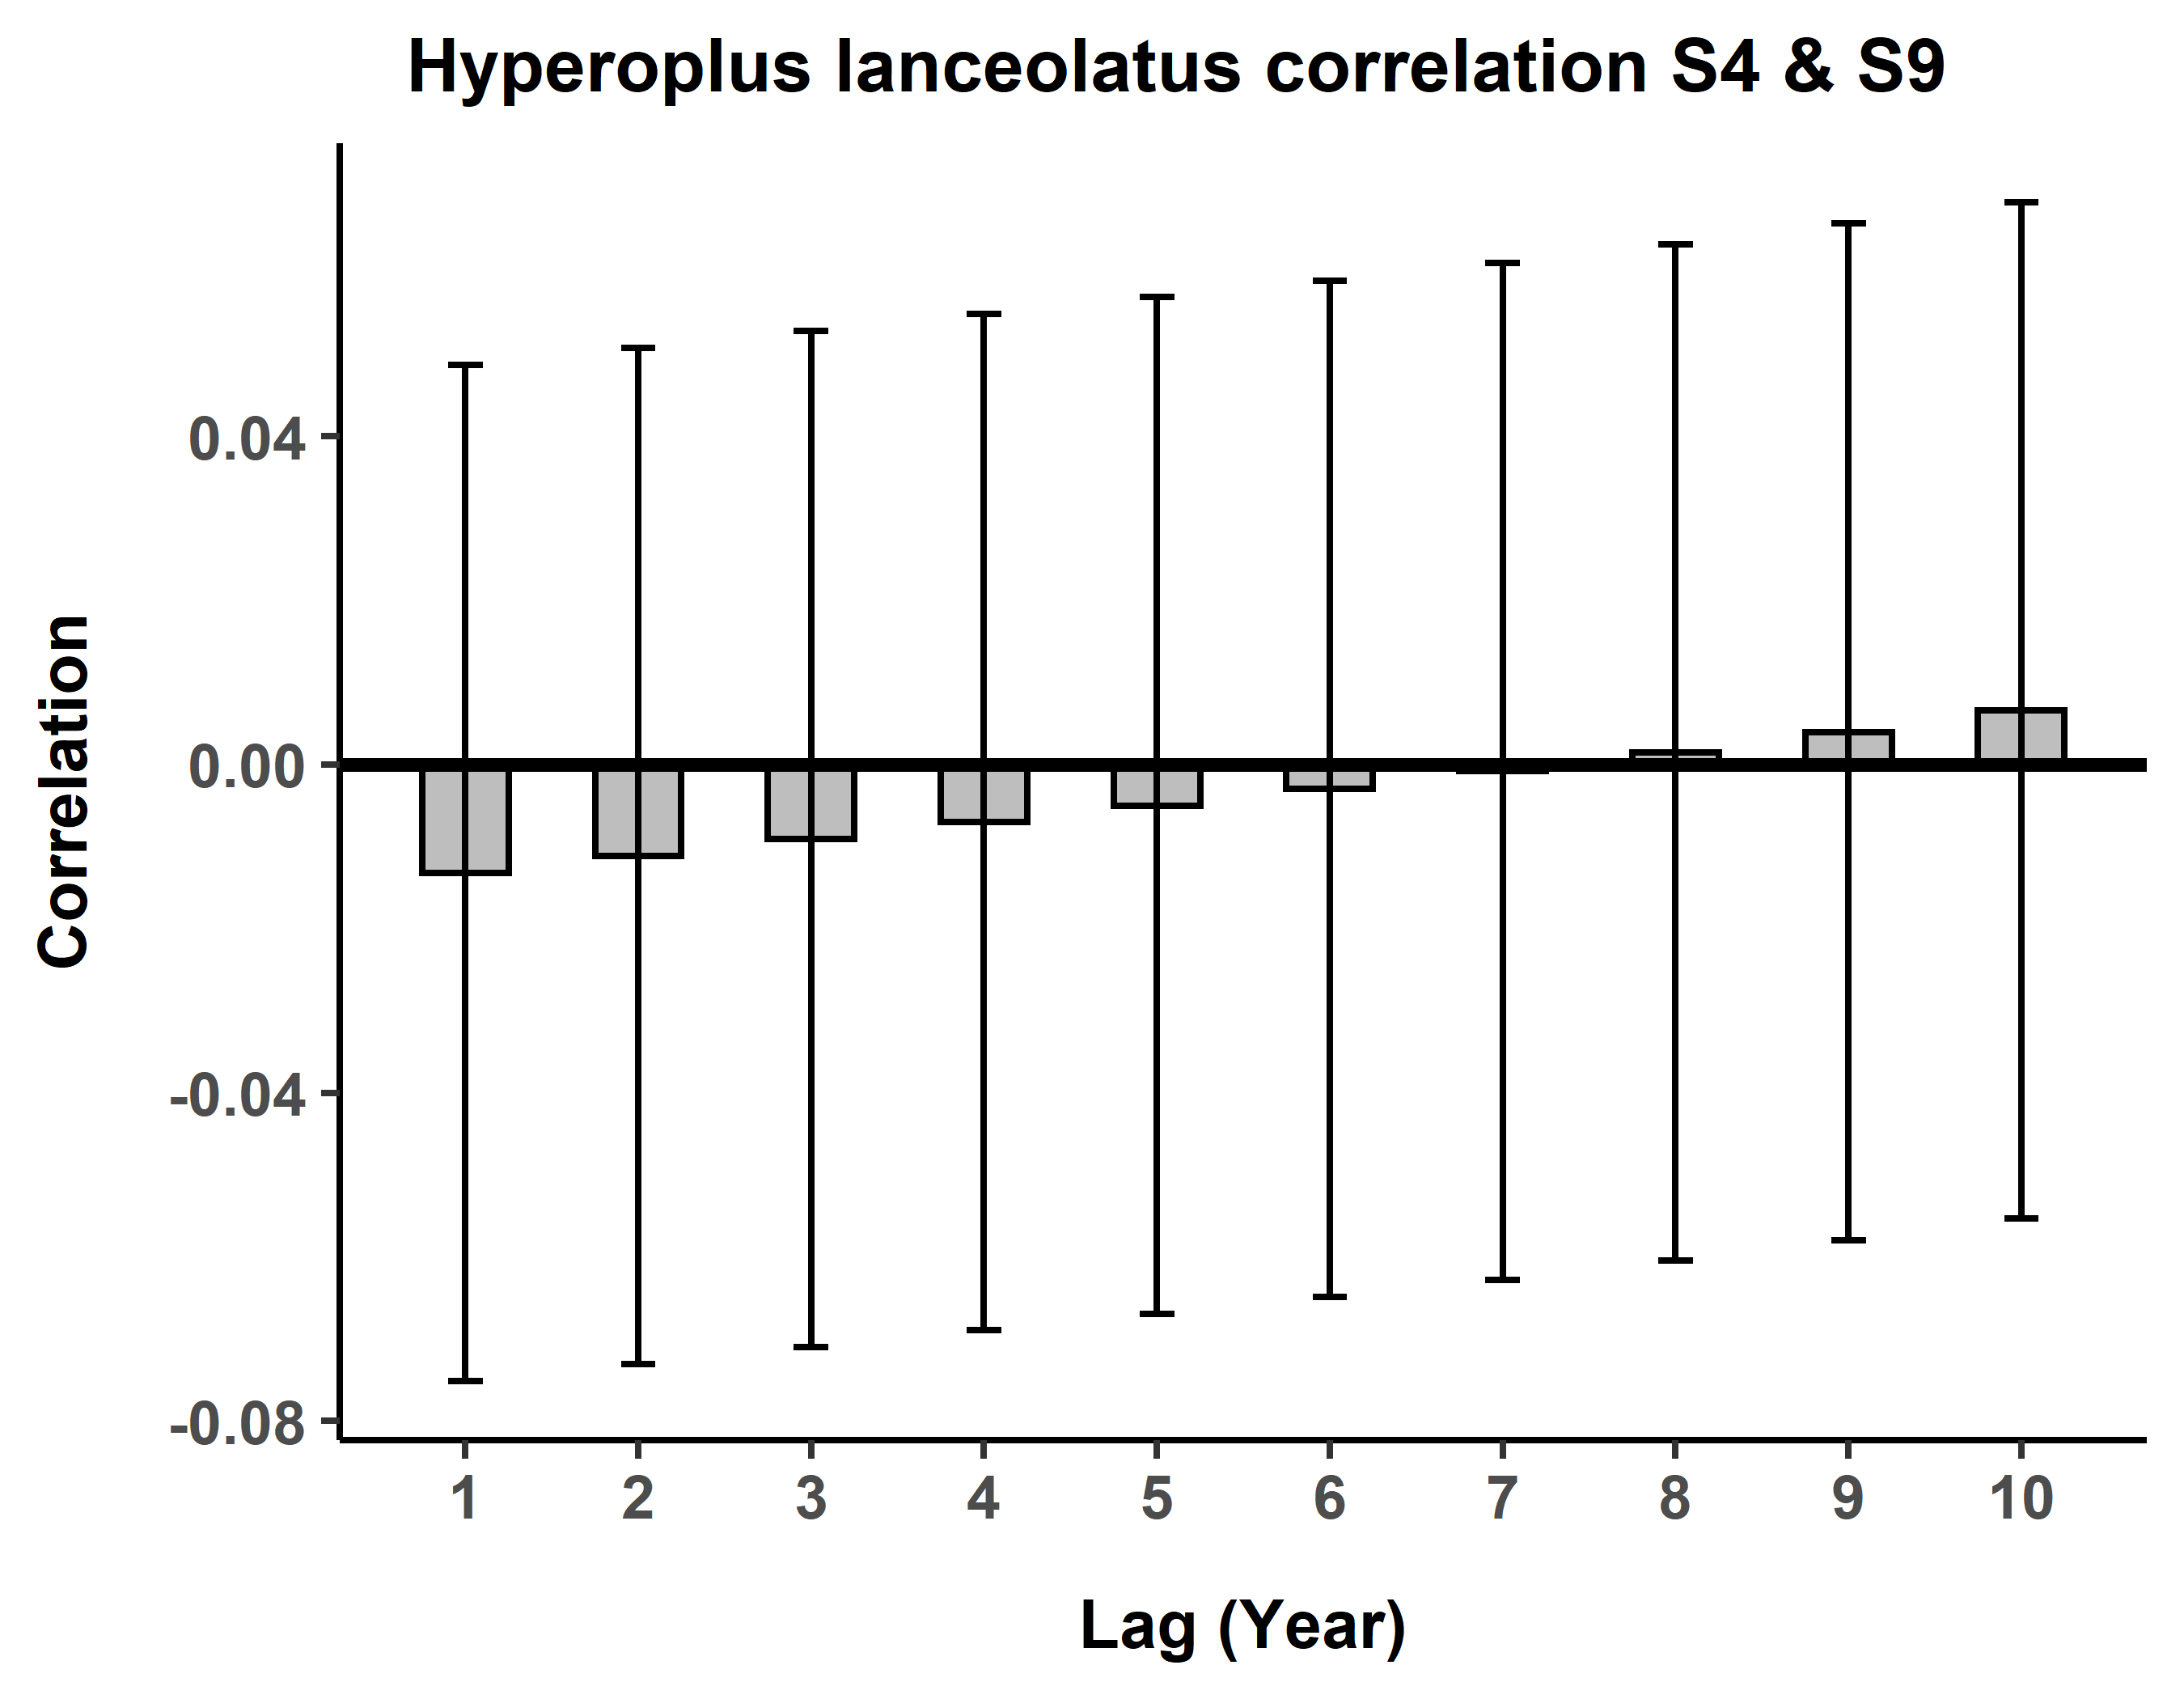 Hyperoplus lanceolatus correlation S4 & S9
Correlation
0.04
0.00
-0.04
-0.08
1 2 3 4 5 6 7 8 9 10
Lag (Year)